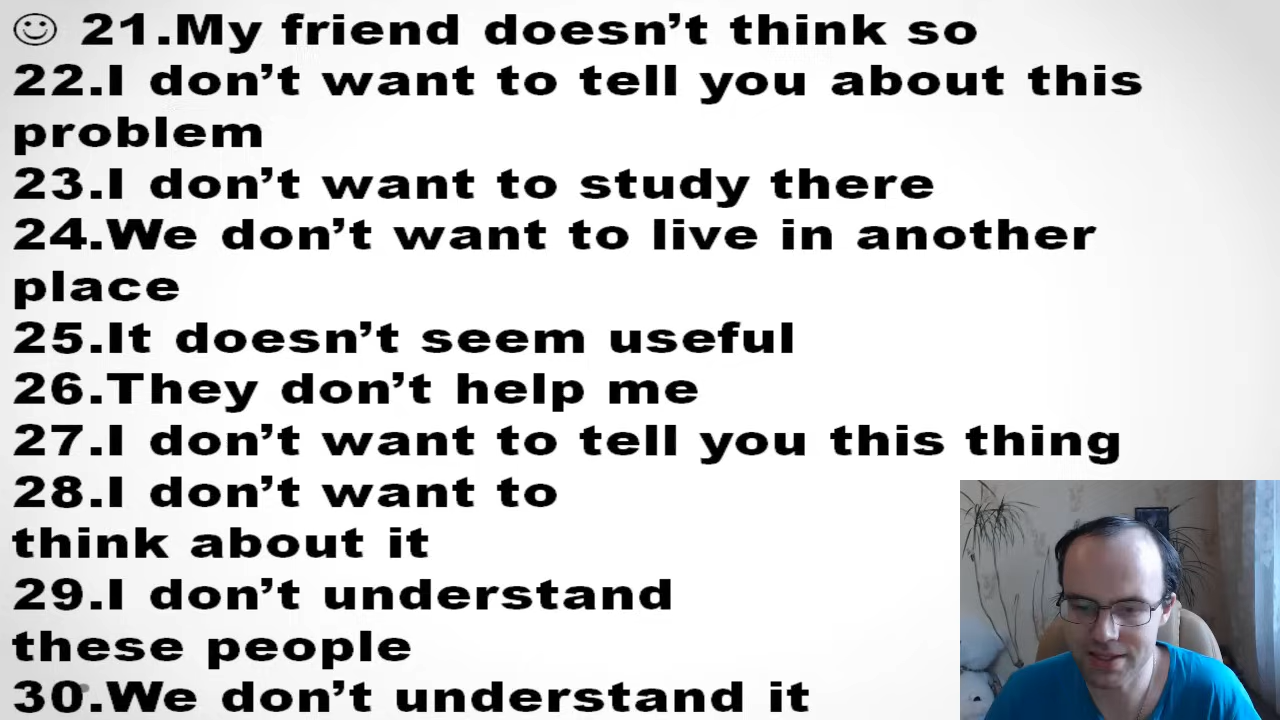 ☺ 21.My friend doesn’t think so
22.I don’t want to tell you about this
problem
23.I don’t want to study there
24.We don’t want to live in another
place
25.It doesn’t seem useful
26.They don’t help me
27.I don’t want to tell you this thing
28.I don’t want to
think about it
29.I don’t understand
these people
30.We don’t understand it